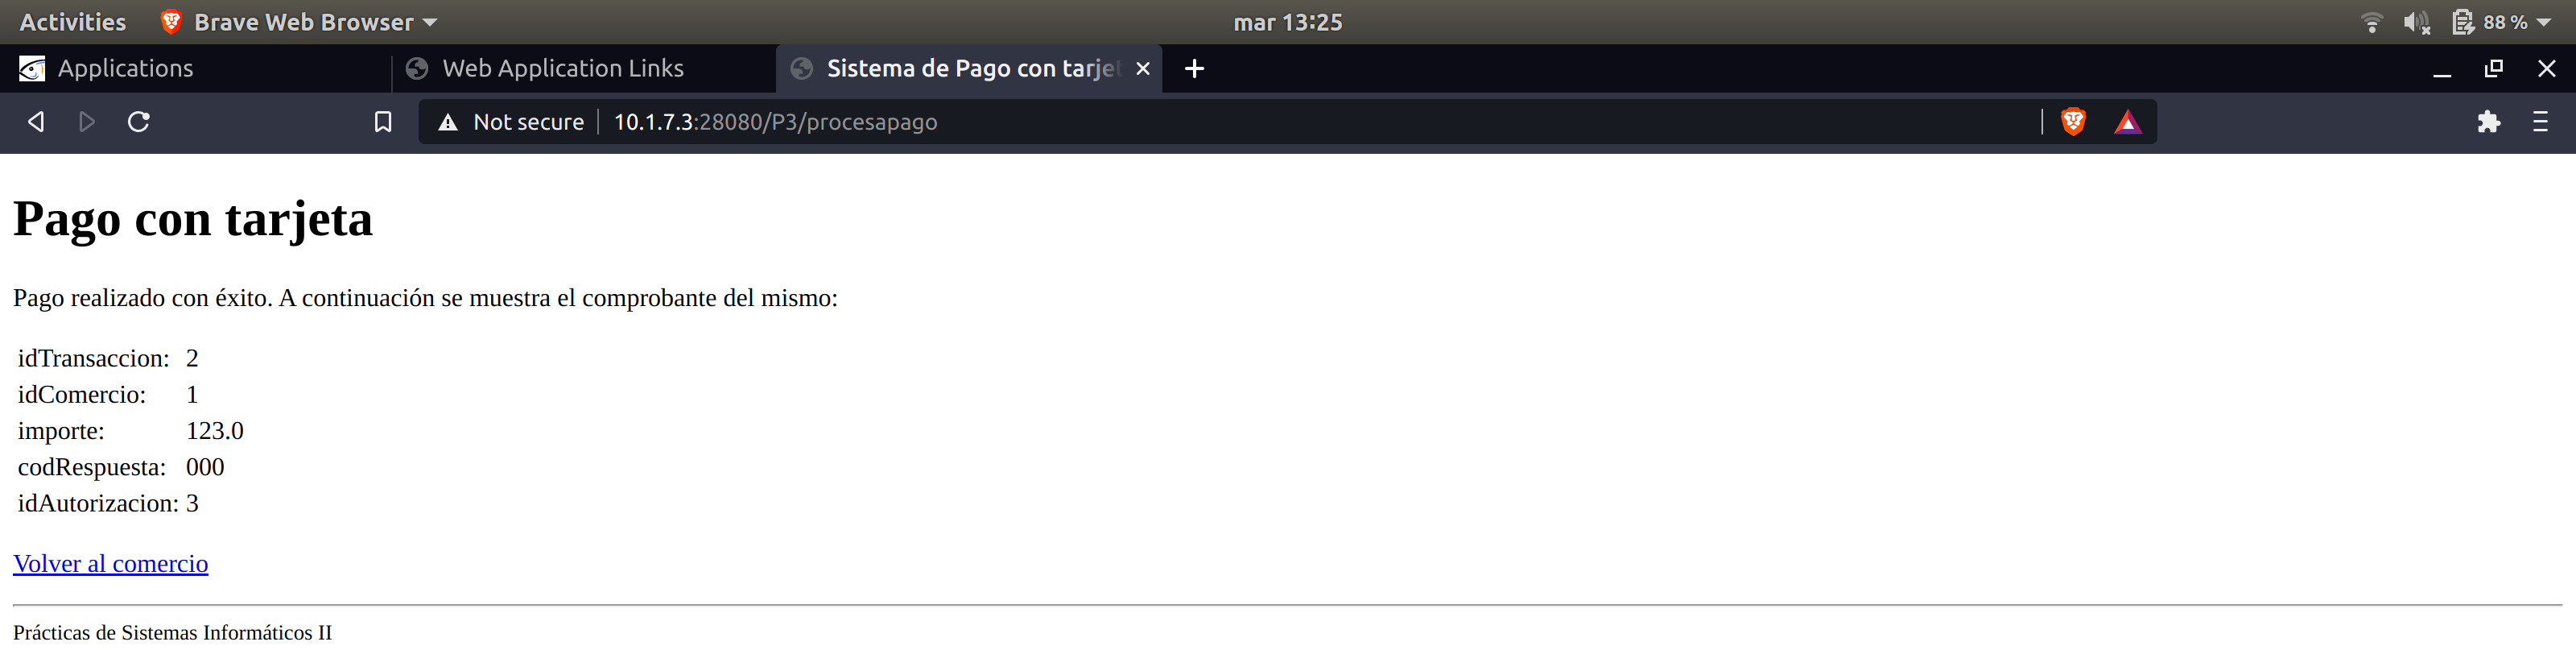 Activities Brave Web Browser mar 13:25 88 %
Applications Web Application Links Sistema de Pago con tarjet
Not secure 10.1.7.3:28080/P3/procesapago
Pago con tarjeta
Pago realizado con éxito. A continuación se muestra el comprobante del mismo:
idTransaccion: 2
idComercio: 1
importe: 123.0
codRespuesta: 000
idAutorizacion: 3
Volver al comercio
Prácticas de Sistemas Informáticos II